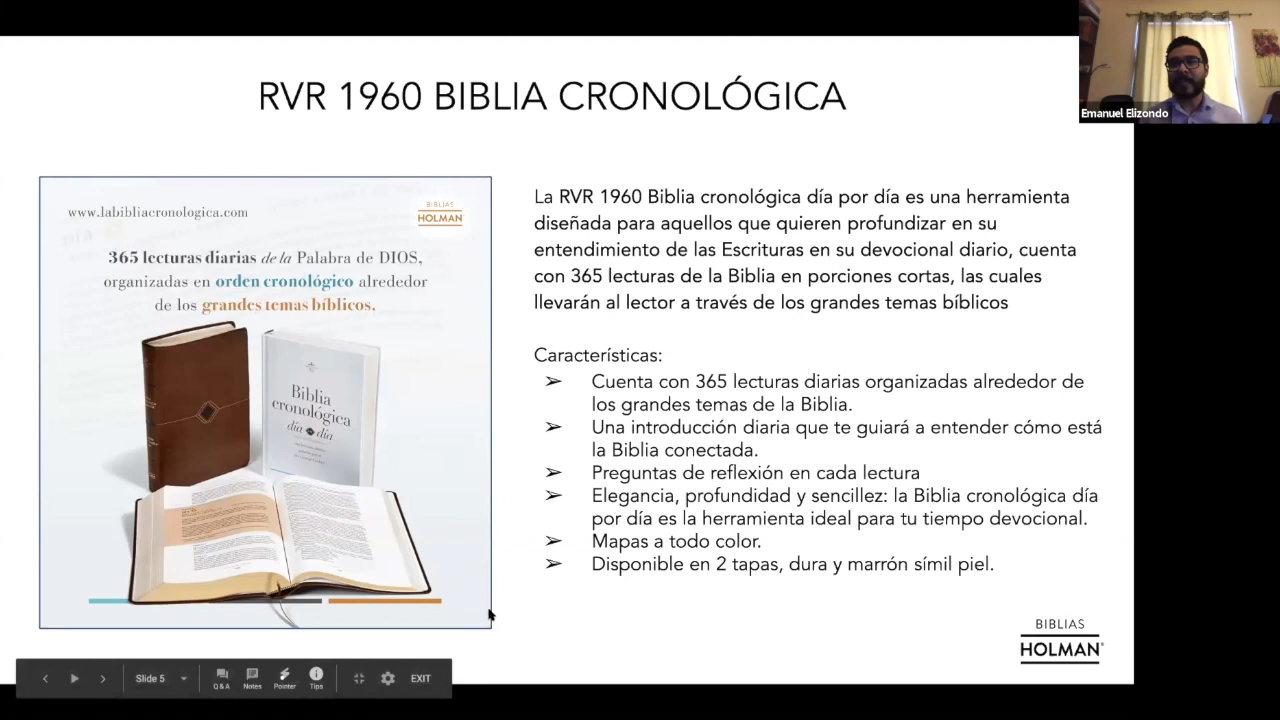 RVR 1960 BIBLIA CRONOLÓGICA
Emanuel Elizondo
www.labibliacronologica.com
BIBLIAS
HOLMAN
365 lecturas diarias de la Palabra de DIOS,
organizadas en orden cronológico alrededor
de los grandes temas bíblicos.
Biblia
cronológica
día por día
La RVR 1960 Biblia cronológica día por día es una herramienta
diseñada para aquellos que quieren profundizar en su
entendimiento de las Escrituras en su devocional diario, cuenta
con 365 lecturas de la Biblia en porciones cortas, las cuales
llevarán al lector a través de los grandes temas bíblicos
Características:
➢ Cuenta con 365 lecturas diarias organizadas alrededor de
los grandes temas de la Biblia.
➢ Una introducción diaria que te guiará a entender cómo está
la Biblia conectada.
➢ Preguntas de reflexión en cada lectura
➢ Elegancia, profundidad y sencillez: la Biblia cronológica día
por día es la herramienta ideal para tu tiempo devocional.
➢ Mapas a todo color.
➢ Disponible en 2 tapas, dura y marrón símil piel.
BIBLIAS
HOLMAN®
Slide 5
Q & A
Notes
Pointer
Tips
EXIT